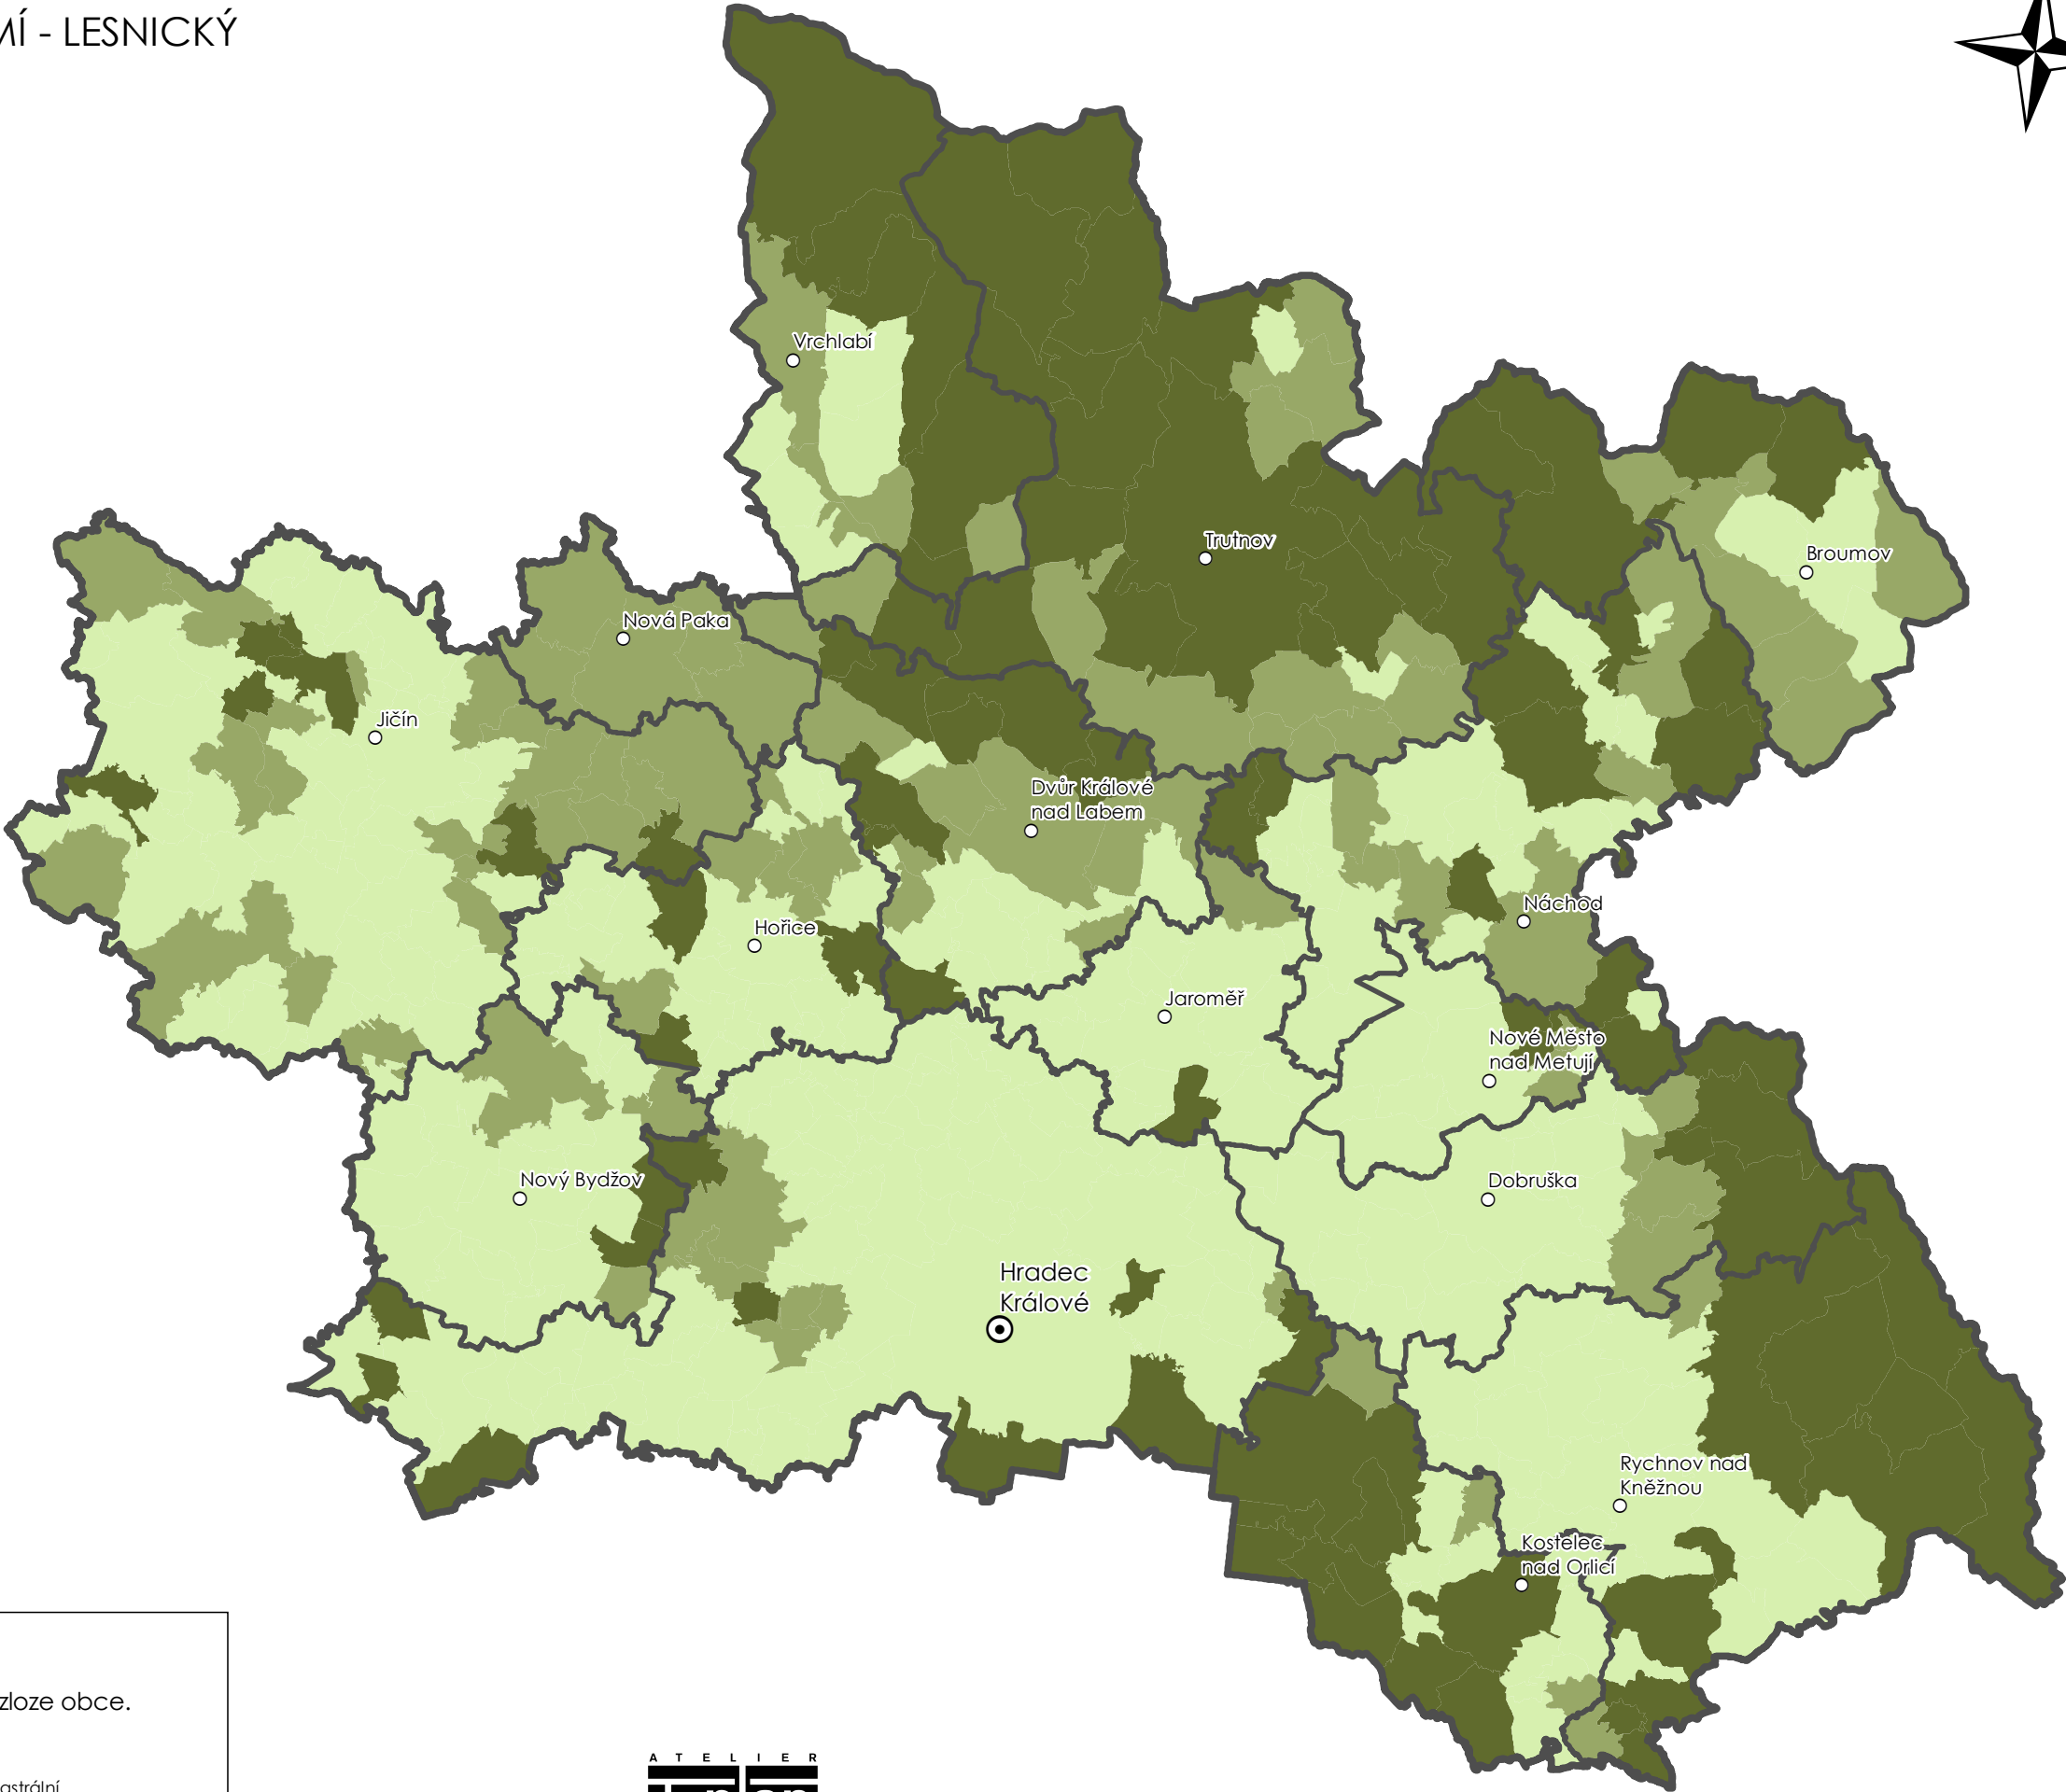 MÍ - LESNICKÝ
Vrchlabí
Trutnov
Broumov
Nová Paka
Jičín
Dvůr Králové
nad Labem
Náchod
Hořice
Jaroměř
Nové Město
nad Metují
Nový Bydžov
Dobruška
Hradec
Králové
Rychnov nad
Kněžnou
Kostelec
nad Orlicí
zloze obce.
ATELIER
astrální